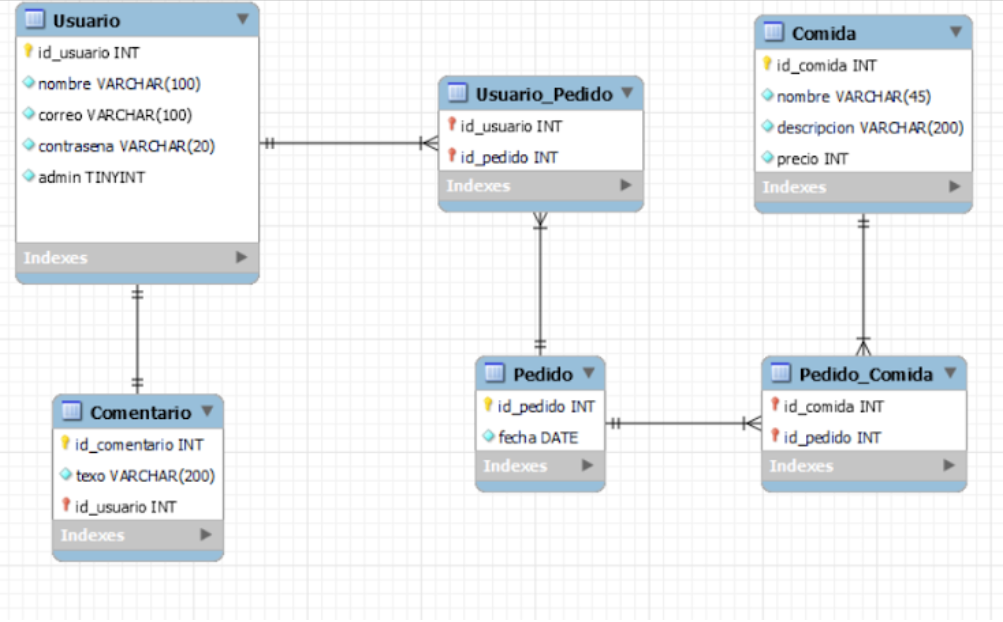 Usuario
id_usuario INT
nombre VARCHAR(100)
correo VARCHAR(100)
contrasena VARCHAR(20)
admin TINYINT
Indexes
Usuario_Pedido
id_usuario INT
id_pedido INT
Indexes
Comida
id_comida INT
nombre VARCHAR(45)
descripcion VARCHAR(200)
precio INT
Indexes
Comentario
id_comentario INT
texo VARCHAR(200)
id_usuario INT
Indexes
Pedido
id_pedido INT
fecha DATE
Indexes
Pedido_Comida
id_comida INT
id_pedido INT
Indexes